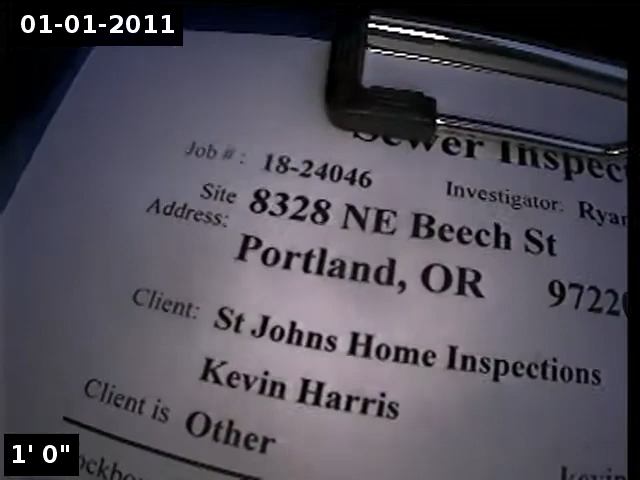 01-01-2011
Sewer Inspec
Job #: 18-24046
Investigator: Ryan
Site Address: 8328 NE Beech St
Portland, OR 97220
Client: St Johns Home Inspections
Kevin Harris
Client is Other
1' 0"